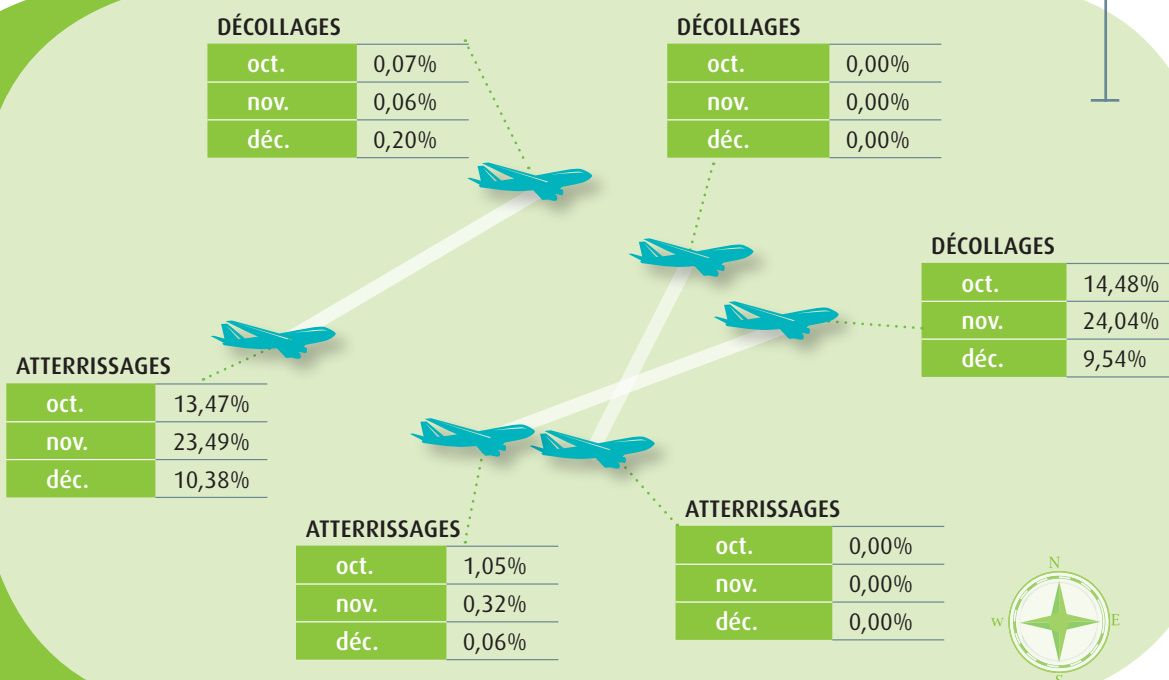 DÉCOLLAGES
oct. 0,07%
nov. 0,06%
déc. 0,20%
DÉCOLLAGES
oct. 0,00%
nov. 0,00%
déc. 0,00%
DÉCOLLAGES
oct. 14,48%
nov. 24,04%
déc. 9,54%
ATTERRISSAGES
oct. 13,47%
nov. 23,49%
déc. 10,38%
ATTERRISSAGES
oct. 1,05%
nov. 0,32%
déc. 0,06%
ATTERRISSAGES
oct. 0,00%
nov. 0,00%
déc. 0,00%
N
W E
S